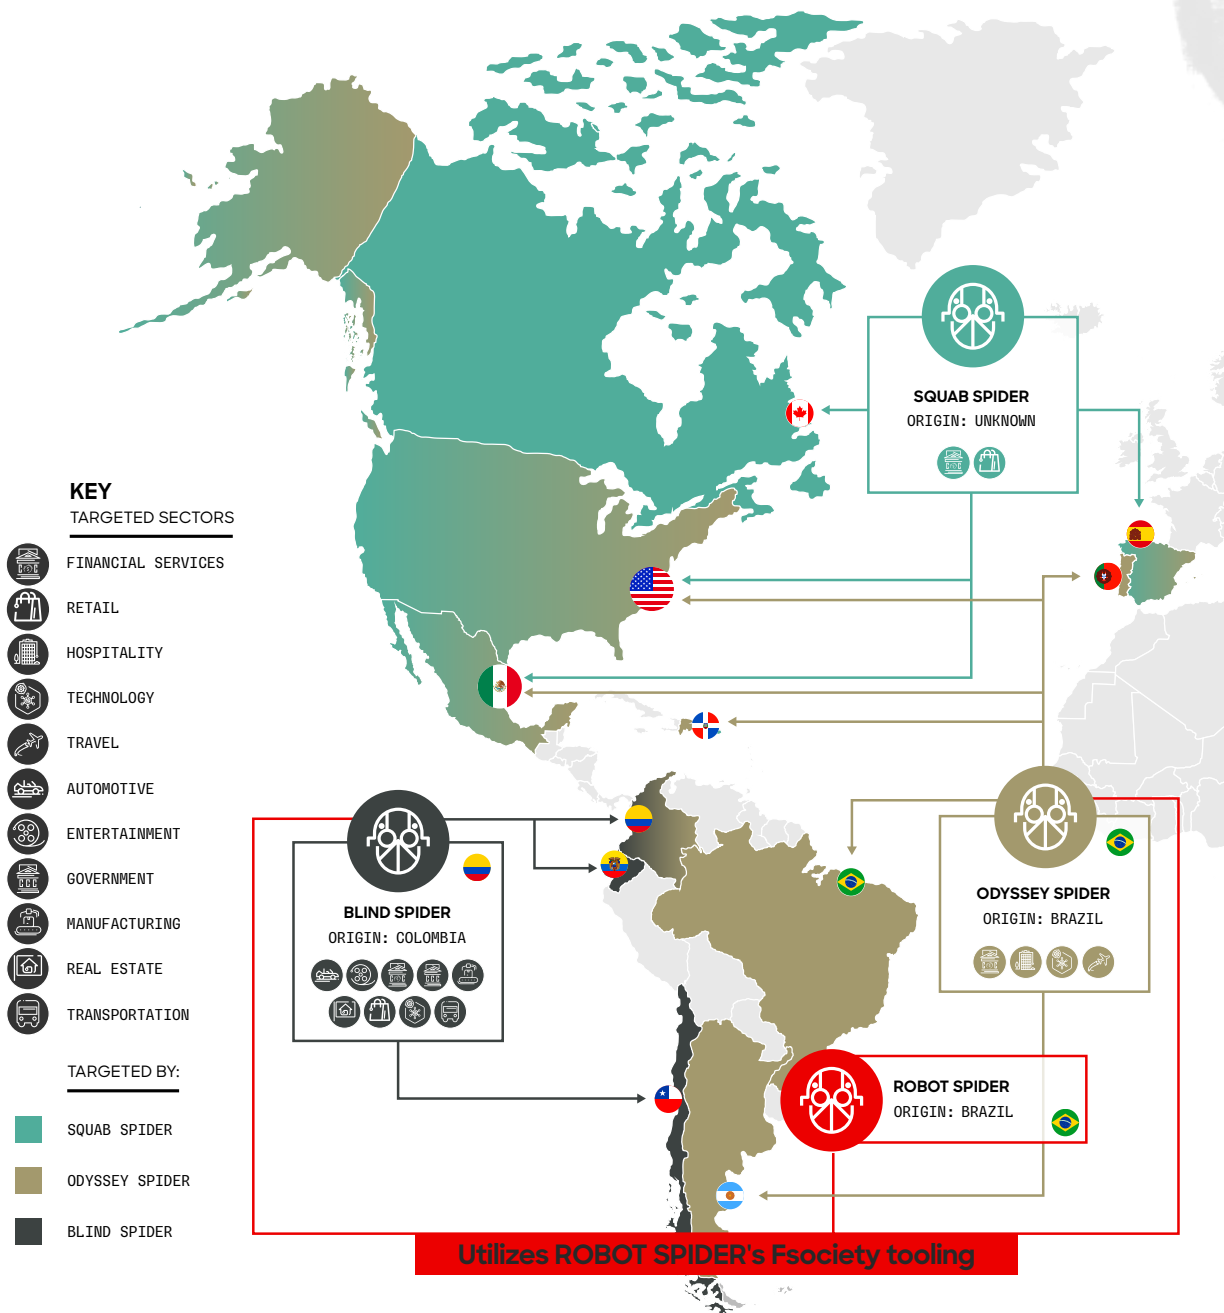 SQUAB SPIDER
ORIGIN: UNKNOWN
KEY
TARGETED SECTORS
FINANCIAL SERVICES
RETAIL
HOSPITALITY
TECHNOLOGY
TRAVEL
AUTOMOTIVE
ENTERTAINMENT
GOVERNMENT
MANUFACTURING
REAL ESTATE
TRANSPORTATION
TARGETED BY:
SQUAB SPIDER
ODYSSEY SPIDER
BLIND SPIDER
BLIND SPIDER
ORIGIN: COLOMBIA
ODYSSEY SPIDER
ORIGIN: BRAZIL
ROBOT SPIDER
ORIGIN: BRAZIL
Utilizes ROBOT SPIDER's Fsociety tooling